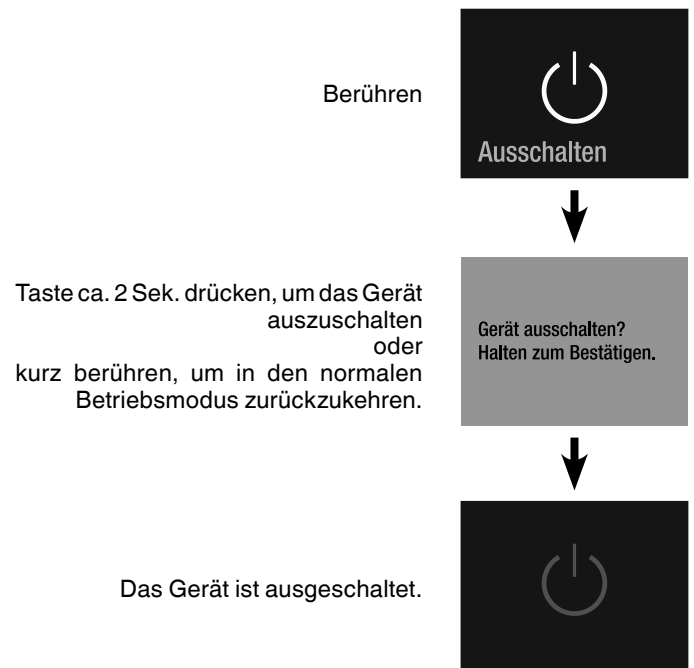 Berühren
Ausschalten
Taste ca. 2 Sek. drücken, um das Gerät
auszuschalten
oder
kurz berühren, um in den normalen
Betriebsmodus zurückzukehren.
Gerät ausschalten?
Halten zum Bestätigen.
Das Gerät ist ausgeschaltet.